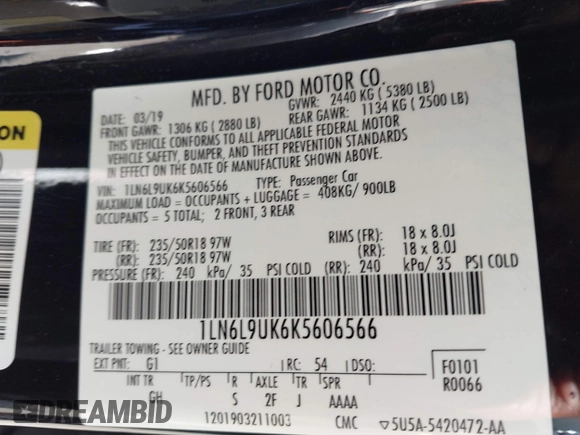 MFD. BY FORD MOTOR CO.
DATE: 03/19 GVWR: 2440 KG ( 5380 LB)
FRONT GAWR: 1306 KG ( 2880 LB) REAR GAWR: 1134 KG ( 2500 LB)
THIS VEHICLE CONFORMS TO ALL APPLICABLE FEDERAL MOTOR
VEHICLE SAFETY, BUMPER, AND THEFT PREVENTION STANDARDS
IN EFFECT ON THE DATE OF MANUFACTURE SHOWN ABOVE.
VIN: 1LN6L9UK6K5606566 TYPE: Passenger Car
MAXIMUM LOAD = OCCUPANTS + LUGGAGE = 408KG/ 900LB
OCCUPANTS = 5 TOTAL; 2 FRONT, 3 REAR
TIRE (FR): 235/50R18 97W RIMS (FR): 18 x 8.0J
(RR): 235/50R18 97W (RR): 18 x 8.0J
PRESSURE (FR): 240 kPa/ 35 PSI COLD (RR): 240 kPa/ 35 PSI COLD
1LN6L9UK6K5606566
TRAILER TOWING - SEE OWNER GUIDE
EXT PNT: G1 RC: 54 DSO: F0101
R0066
INT TR TP/PS R AXLE TR SPR
GH S 2F J AAAA
1201903211003 CMC ▽5U5A-5420472-AA
ON
DREAMBID